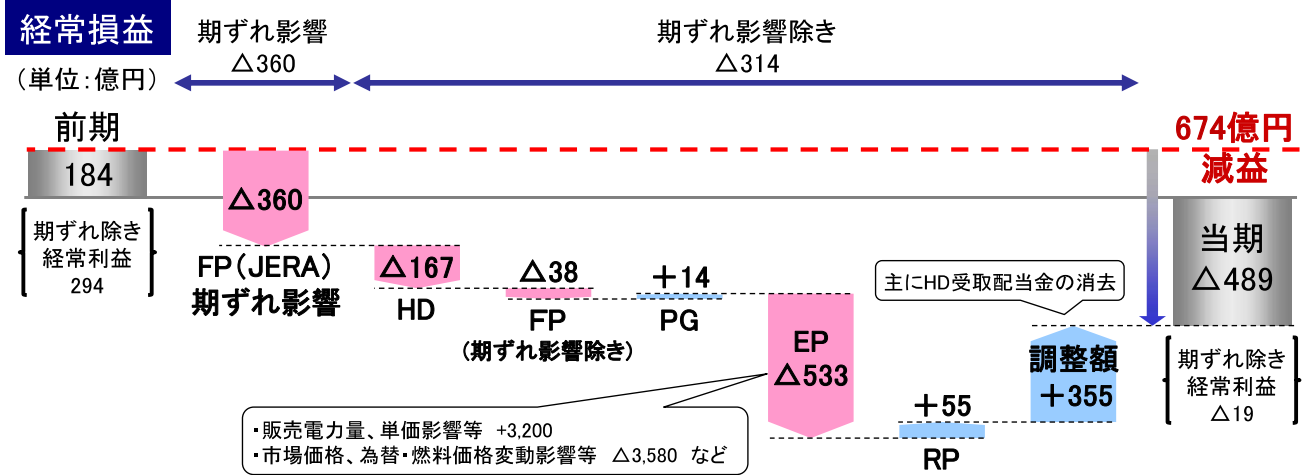 経常損益
(単位:億円)
期ずれ影響
△360
期ずれ影響除き
△314
前期
184
期ずれ除き
経常利益
294
△360
FP(JERA)
期ずれ影響
△167
HD
△38
FP
(期ずれ影響除き)
+14
PG
EP
△533
・販売電力量、単価影響等 +3,200
・市場価格、為替・燃料価格変動影響等 △3,580 など
+55
RP
主にHD受取配当金の消去
調整額
+355
674億円
減益
当期
△489
期ずれ除き
経常利益
△19